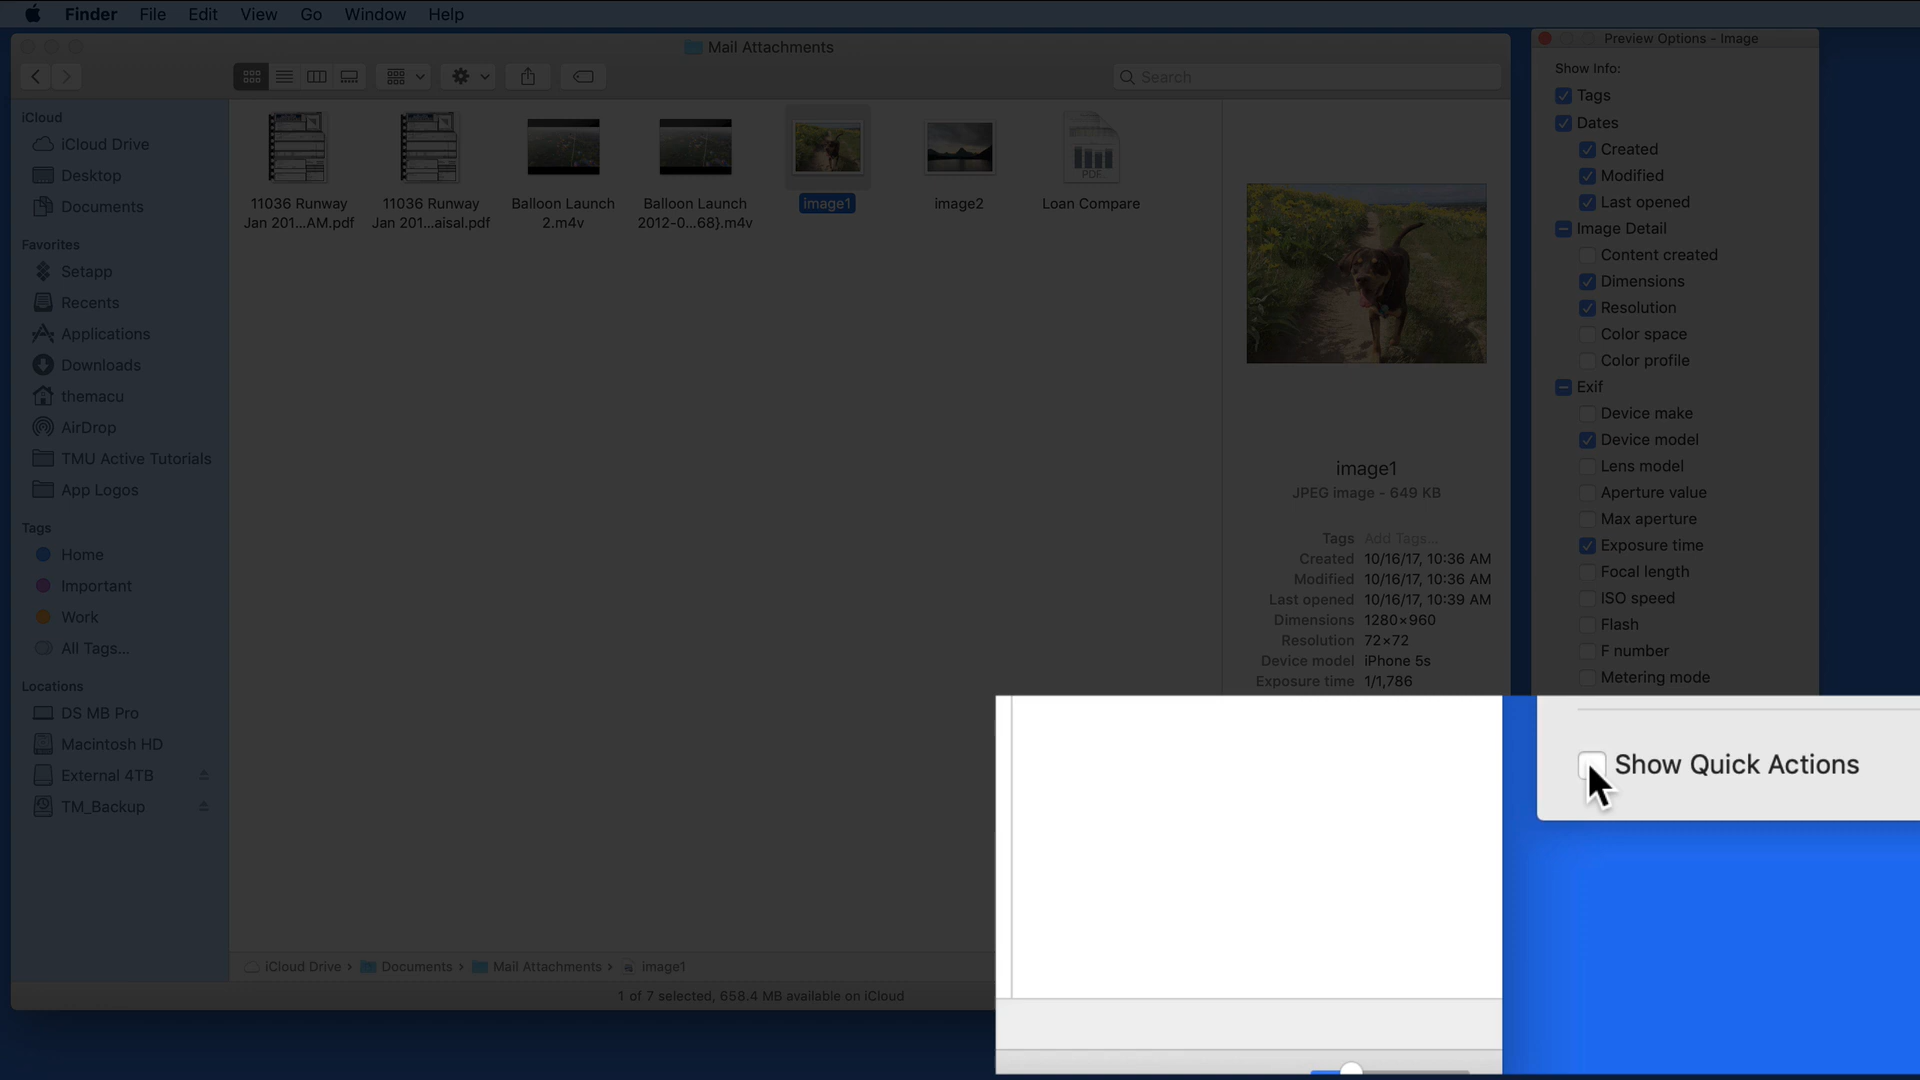 Finder File Edit View Go Window Help
Mail Attachments
Search
iCloud
iCloud Drive
Desktop
Documents
Favorites
Setapp
Recents
Applications
Downloads
themacu
AirDrop
TMU Active Tutorials
App Logos
Tags
Home
Important
Work
All Tags...
Locations
DS MB Pro
Macintosh HD
External 4TB
TM_Backup
11036 Runway
Jan 201...AM.pdf
11036 Runway
Jan 201...aisal.pdf
Balloon Launch
2.m4v
Balloon Launch
2012-0...68}.m4v
image1
image2
PDF
Loan Compare
image1
JPEG image - 649 KB
Tags Add Tags...
Created 10/16/17, 10:36 AM
Modified 10/16/17, 10:36 AM
Last opened 10/16/17, 10:39 AM
Dimensions 1280×960
Resolution 72×72
Device model iPhone 5s
Exposure time 1/1,786
iCloud Drive › Documents › Mail Attachments › image1
1 of 7 selected, 658.4 MB available on iCloud
Preview Options - Image
Show Info:
Tags
Dates
Created
Modified
Last opened
Image Detail
Content created
Dimensions
Resolution
Color space
Color profile
Exif
Device make
Device model
Lens model
Aperture value
Max aperture
Exposure time
Focal length
ISO speed
Flash
F number
Metering mode
Show Quick Actions